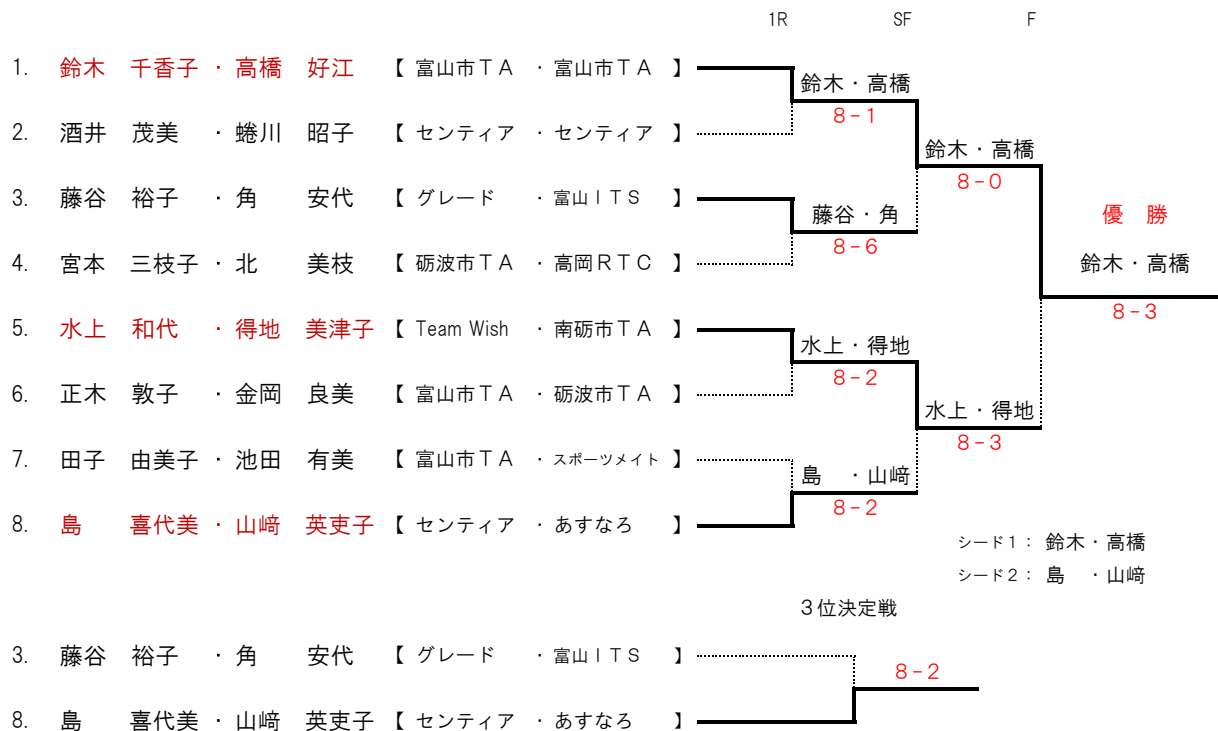 1R SF F
1. 鈴木 千香子 ・ 高橋 好江 【 富山市ＴＡ ・ 富山市ＴＡ 】
鈴木・高橋
8-1
2. 酒井 茂美 ・ 蜷川 昭子 【 センティア ・ センティア 】
鈴木・高橋
8-0
3. 藤谷 裕子 ・ 角 安代 【 グレード ・ 富山ＩＴＳ 】
藤谷・角
8-6
優 勝
4. 宮本 三枝子 ・ 北 美枝 【 砺波市ＴＡ ・ 高岡ＲＴＣ 】
鈴木・高橋
8-3
5. 水上 和代 ・ 得地 美津子 【 Team Wish ・ 南砺市ＴＡ 】
水上・得地
8-2
6. 正木 敦子 ・ 金岡 良美 【 富山市ＴＡ ・ 砺波市ＴＡ 】
水上・得地
8-3
7. 田子 由美子 ・ 池田 有美 【 富山市ＴＡ ・ スポーツメイト 】
島 ・山﨑
8-2
8. 島 喜代美 ・ 山﨑 英吏子 【 センティア ・ あすなろ 】
シード1： 鈴木・高橋
シード2： 島 ・山﨑
３位決定戦
3. 藤谷 裕子 ・ 角 安代 【 グレード ・ 富山ＩＴＳ 】
8-2
8. 島 喜代美 ・ 山﨑 英吏子 【 センティア ・ あすなろ 】